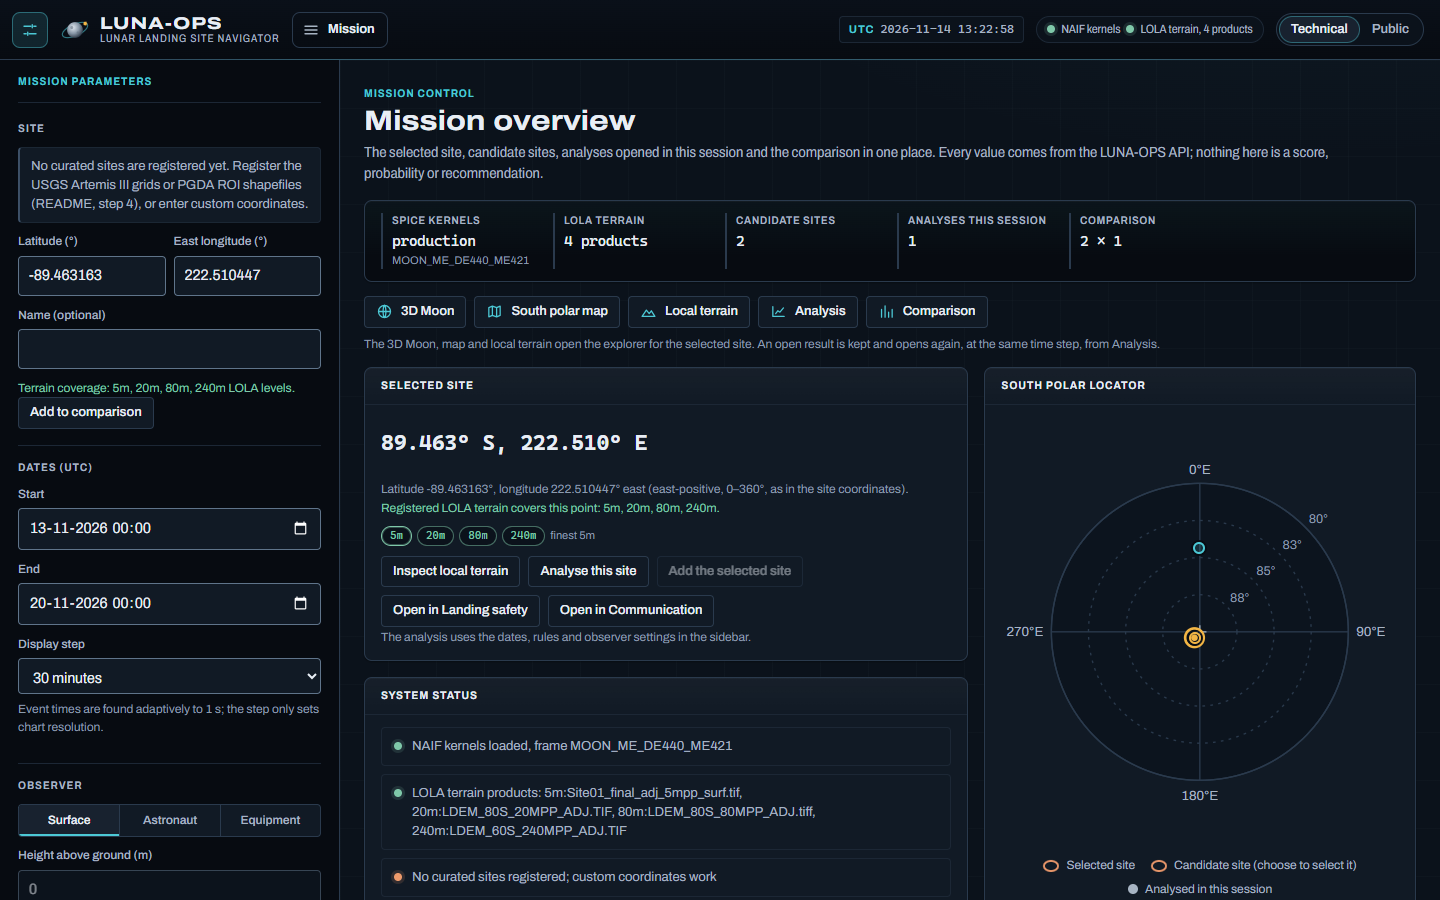 LUNA-OPS
LUNAR LANDING SITE NAVIGATOR
Mission
UTC 2026-11-14 13:22:58
NAIF kernels
LOLA terrain, 4 products
Technical
Public
MISSION PARAMETERS
SITE
No curated sites are registered yet. Register the
USGS Artemis III grids or PGDA ROI shapefiles
(README, step 4), or enter custom coordinates.
Latitude (°)
East longitude (°)
-89.463163
222.510447
Name (optional)
Terrain coverage: 5m, 20m, 80m, 240m LOLA levels.
Add to comparison
DATES (UTC)
Start
13-11-2026 00:00
End
20-11-2026 00:00
Display step
30 minutes
Event times are found adaptively to 1 s; the step only sets
chart resolution.
OBSERVER
Surface
Astronaut
Equipment
Height above ground (m)
0
MISSION CONTROL
Mission overview
The selected site, candidate sites, analyses opened in this session and the comparison in one place. Every value comes from the LUNA-OPS API; nothing here is a score,
probability or recommendation.
SPICE KERNELS
production
MOON_ME_DE440_ME421
LOLA TERRAIN
4 products
CANDIDATE SITES
2
ANALYSES THIS SESSION
1
COMPARISON
2 × 1
3D Moon
South polar map
Local terrain
Analysis
Comparison
The 3D Moon, map and local terrain open the explorer for the selected site. An open result is kept and opens again, at the same time step, from Analysis.
SELECTED SITE
89.463° S, 222.510° E
Latitude -89.463163°, longitude 222.510447° east (east-positive, 0–360°, as in the site coordinates).
Registered LOLA terrain covers this point: 5m, 20m, 80m, 240m.
5m
20m
80m
240m
finest 5m
Inspect local terrain
Analyse this site
Add the selected site
Open in Landing safety
Open in Communication
The analysis uses the dates, rules and observer settings in the sidebar.
SYSTEM STATUS
NAIF kernels loaded, frame MOON_ME_DE440_ME421
LOLA terrain products: 5m:Site01_final_adj_5mpp_surf.tif,
20m:LDEM_80S_20MPP_ADJ.TIF, 80m:LDEM_80S_80MPP_ADJ.tiff,
240m:LDEM_60S_240MPP_ADJ.TIF
No curated sites registered; custom coordinates work
SOUTH POLAR LOCATOR
0°E
80°
83°
85°
88°
270°E
90°E
180°E
Selected site
Candidate site (choose to select it)
Analysed in this session